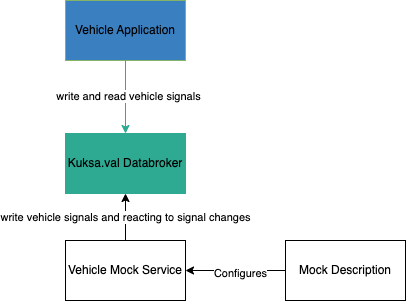 Vehicle Application
write and read vehicle signals
Kuksa.val Databroker
write vehicle signals and reacting to signal changes
Vehicle Mock Service
Configures
Mock Description